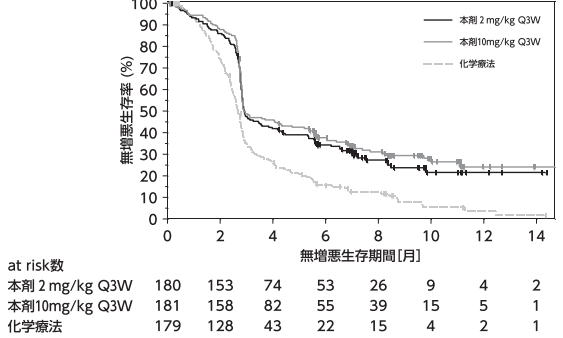 100
90
80
70
60
50
40
30
20
10
0
無増悪生存率 (%)
本剤 2 mg/kg Q3W
本剤10mg/kg Q3W
化学療法
0 2 4 6 8 10 12 14
無増悪生存期間 [月]
at risk数
本剤 2 mg/kg Q3W 180 153 74 53 26 9 4 2
本剤10mg/kg Q3W 181 158 82 55 39 15 5 1
化学療法 179 128 43 22 15 4 2 1